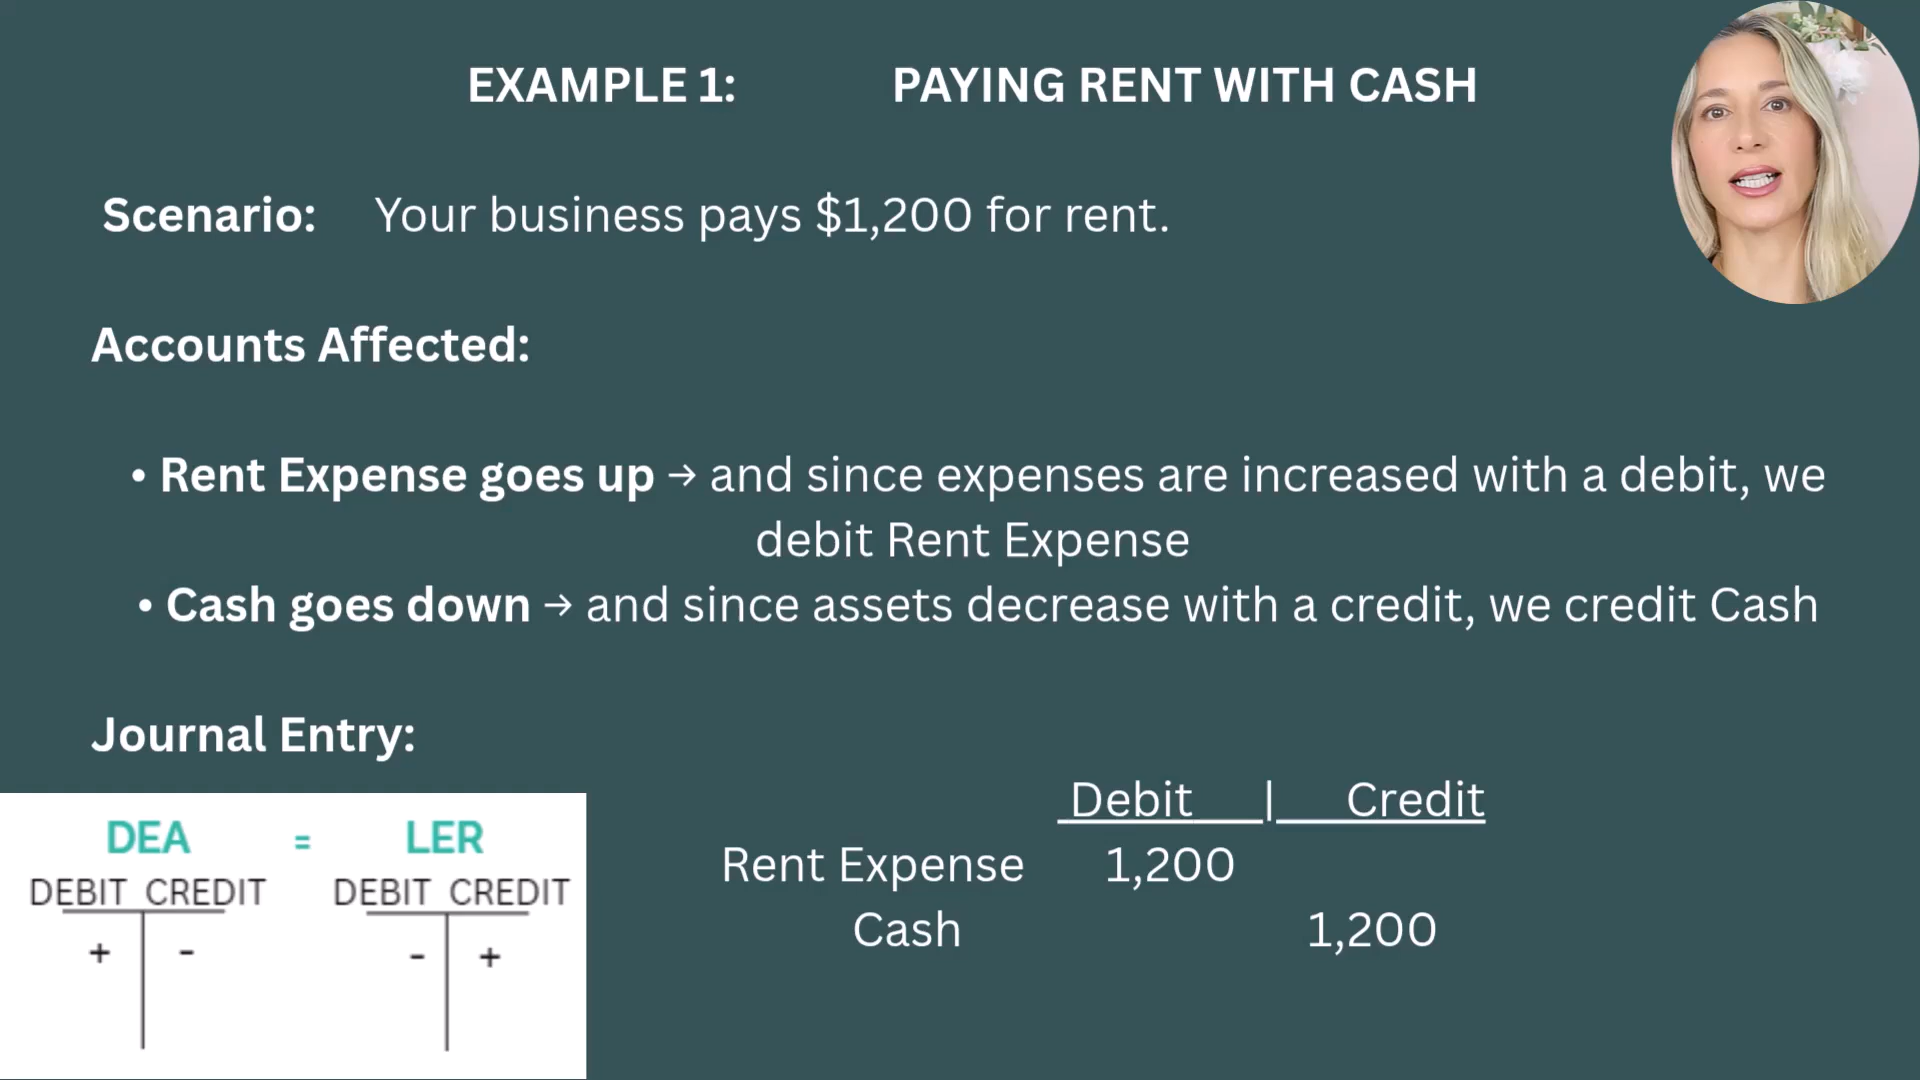 EXAMPLE 1: PAYING RENT WITH CASH
Scenario: Your business pays $1,200 for rent.
Accounts Affected:
• Rent Expense goes up → and since expenses are increased with a debit, we
debit Rent Expense
• Cash goes down → and since assets decrease with a credit, we credit Cash
Journal Entry:
Debit | Credit
Rent Expense 1,200
Cash 1,200
DEA = LER
DEBIT CREDIT DEBIT CREDIT
+ - - +